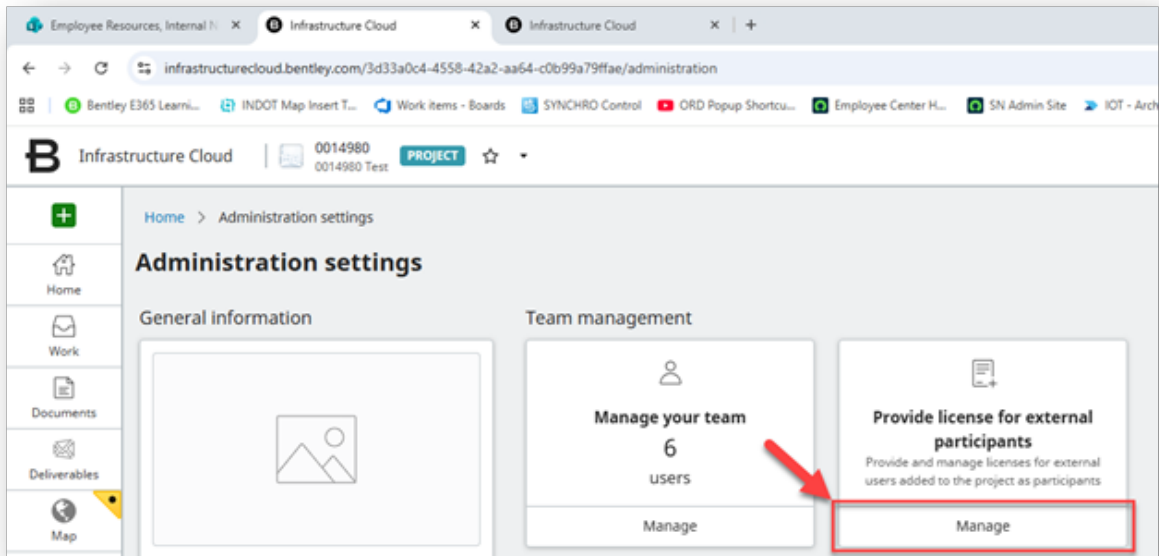 Employee Resources, Internal N
Infrastructure Cloud
Infrastructure Cloud
infrastructurecloud.bentley.com/3d33a0c4-4558-42a2-aa64-c0b99a79ffae/administration
Bentley E365 Learni...
INDOT Map Insert T...
Work items - Boards
SYNCHRO Control
ORD Popup Shortcu...
Employee Center H...
SN Admin Site
IOT - Arch
Infrastructure Cloud
0014980
0014980 Test
PROJECT
Home > Administration settings
Administration settings
Home
Work
Documents
Deliverables
Map
General information
Team management
Manage your team
6
users
Manage
Provide license for external
participants
Provide and manage licenses for external
users added to the project as participants
Manage